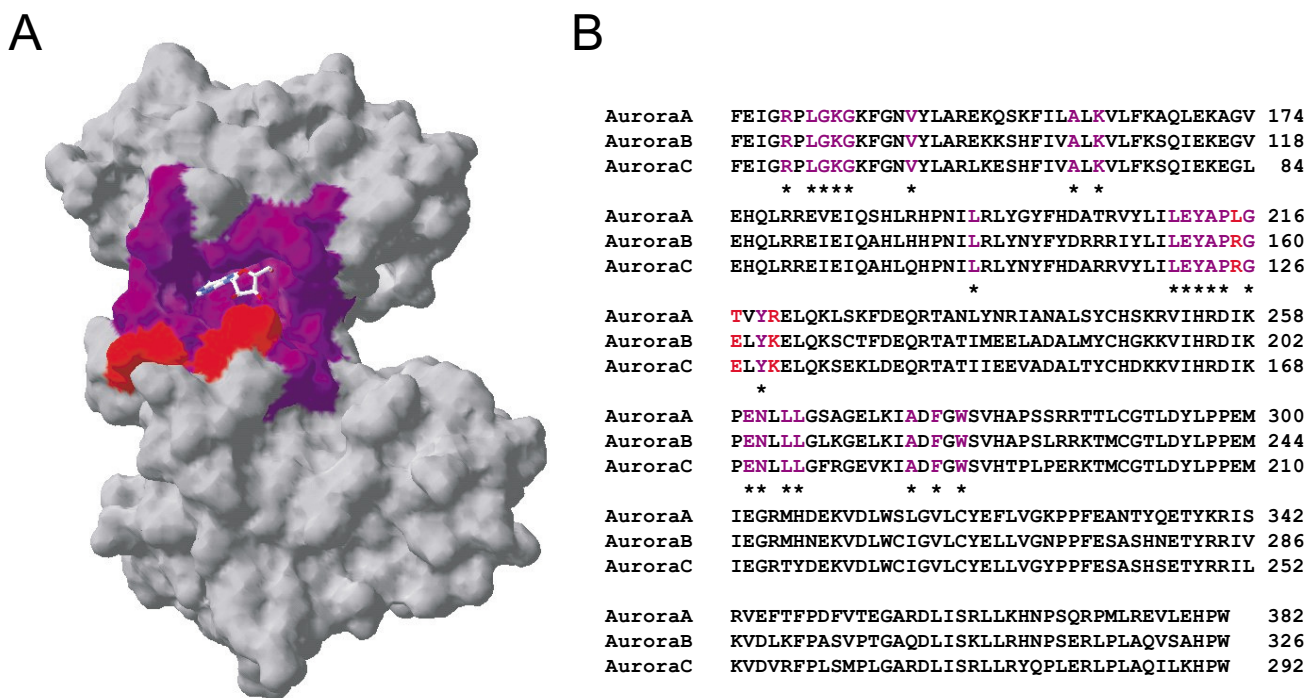 A
B
AuroraA FEIGRPLGKGKFGNVYLAREKQSKFILALKVLFKAQLEKAGV 174
AuroraB FEIGRPLGKGKFGNVYLAREKKSHFIVALKVLFKSQIEKEGV 118
AuroraC FEIGRPLGKGKFGNVYLARLKESHFIVALKVLFKSQIEKEGL 84
* **** * * *
AuroraA EHQLRREVEIQSHLRHPNILRLYGYFHDATRVYLILEYAPLG 216
AuroraB EHQLRREIEIQAHLHHPNILRLYNYFYDRRRIYLILEYAPRG 160
AuroraC EHQLRREIEIQAHLQHPNILRLYNYFHDARRVYLILEYAPRG 126
* ***** *
AuroraA TVYRELQKLSKFDEQRTANLYNRIANALSYCHSKRVIHRDIK 258
AuroraB ELYKELQKSCTFDEQRTATIMEELADALMYCHGKKVIHRDIK 202
AuroraC ELYKELQKSEKLDEQRTATIIEEVADALTYCHDKKVIHRDIK 168
*
AuroraA PENLLLGSAGELKIADFGWSVHAPSSRRTTLCGTLDYLPPEM 300
AuroraB PENLLLGLKGELKIADFGWSVHAPSLRRKTMCGTLDYLPPEM 244
AuroraC PENLLLGFRGEVKIADFGWSVHTPLPERKTMCGTLDYLPPEM 210
** ** * * *
AuroraA IEGRMHDEKVDLWSLGVLCYEFLVGKPPFEANTYQETYKRIS 342
AuroraB IEGRMHNEKVDLWCIGVLCYELLVGNPPFESASHNETYRRIV 286
AuroraC IEGRTYDEKVDLWCIGVLCYELLVGYPPFESASHSETYRRIL 252
AuroraA RVEFTFPDFVTEGARDLISRLLKHNPSQRPMLREVLEHPW 382
AuroraB KVDLKFPASVPTGAQDLISKLLRHNPSERLPLAQVSAHPW 326
AuroraC KVDVRFPLSMPLGARDLISRLLRYQPLERLPLAQILKHPW 292